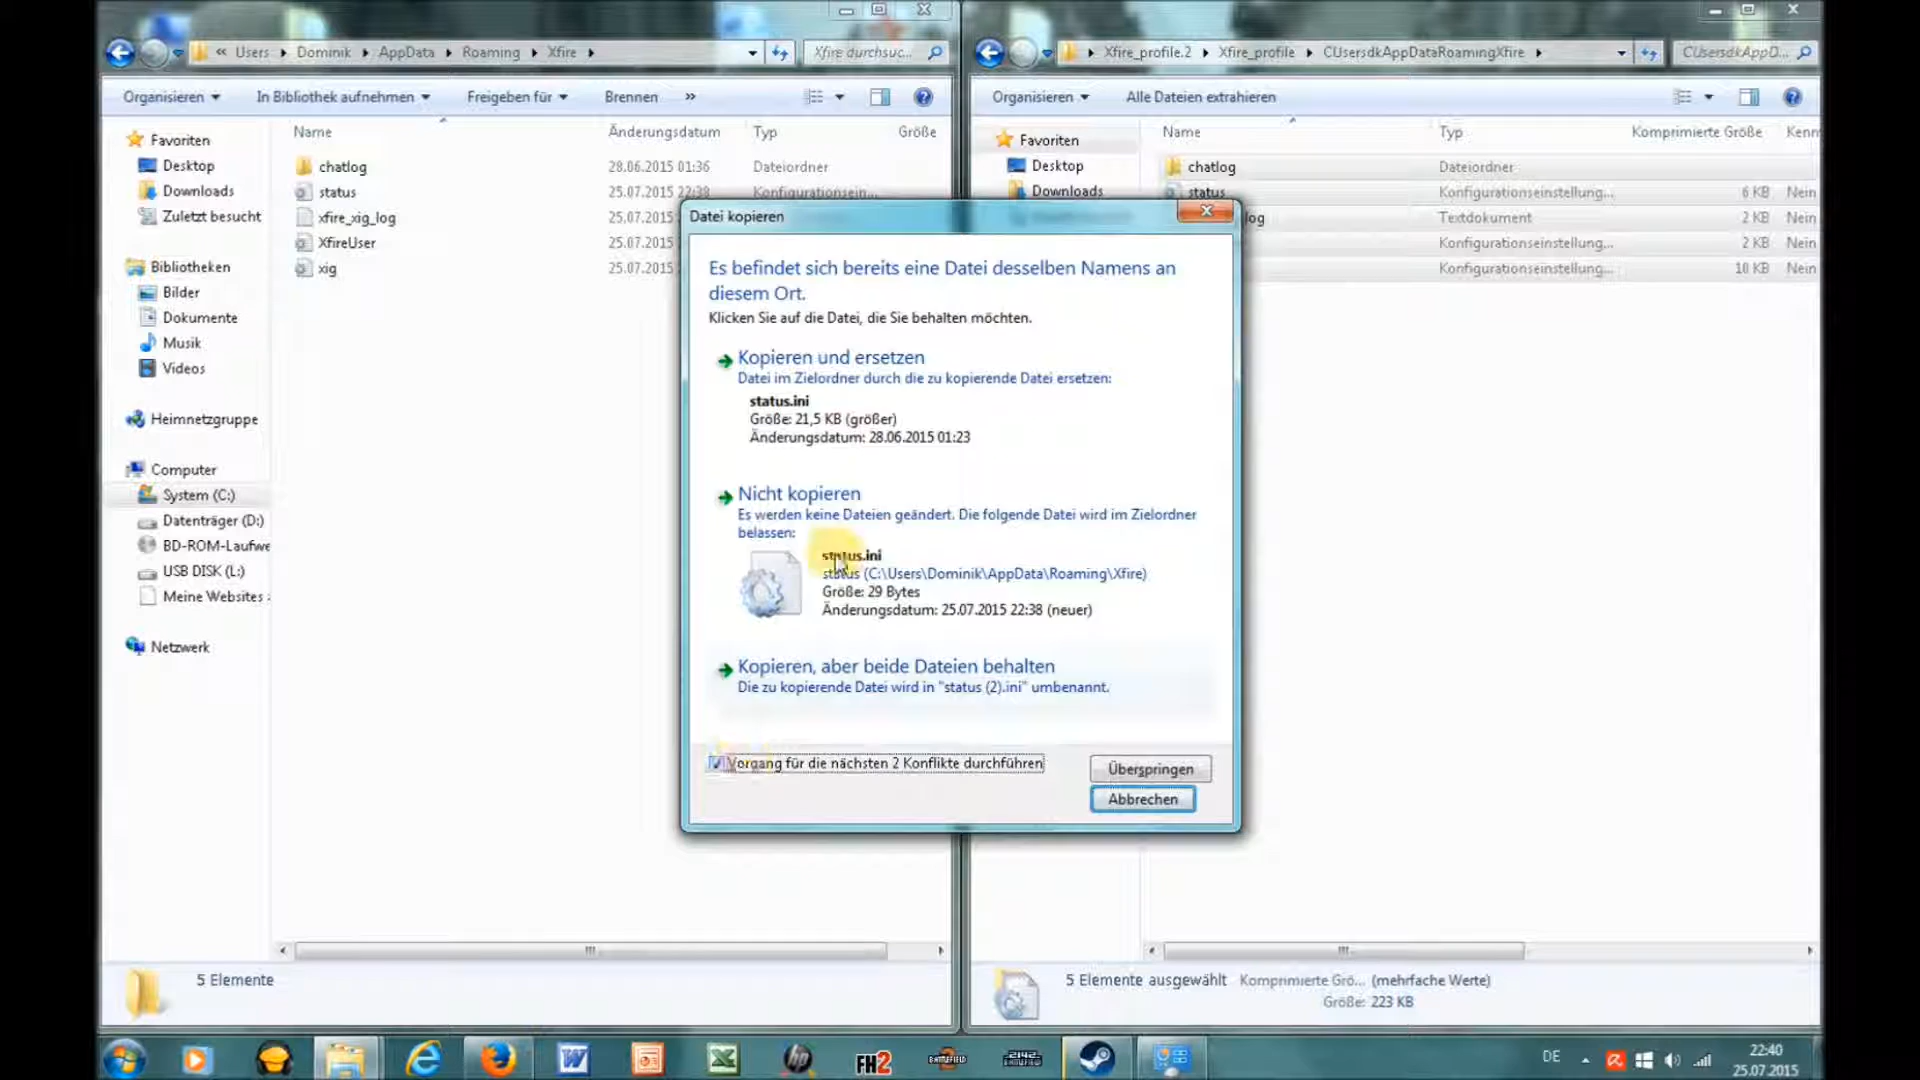 « Users Dominik AppData Roaming Xfire
Xfire durchsuc...
Organisieren
In Bibliothek aufnehmen
Freigeben für
Brennen
»
Favoriten
Desktop
Downloads
Zuletzt besucht
Bibliotheken
Bilder
Dokumente
Musik
Videos
Heimnetzgruppe
Computer
System (C:)
Datenträger (D:)
BD-ROM-Laufwe
USB DISK (L:)
Meine Websites
Netzwerk
Name Änderungsdatum Typ Größe
chatlog 28.06.2015 01:36 Dateiordner
status 25.07.2015 22:38 Konfigurationsein...
xfire_xig_log 25.07.2015
XfireUser 25.07.2015
xig 25.07.2015
5 Elemente
Xfire_profile.2 Xfire_profile CUsersdkAppDataRoamingXfire
CUsersdkAppD...
Organisieren
Alle Dateien extrahieren
Favoriten
Desktop
Downloads
Name Typ Komprimierte Größe Kenn
chatlog Dateiordner
status Konfigurationseinstellung... 6 KB Nein
log Textdokument 2 KB Nein
Konfigurationseinstellung... 2 KB Nein
Konfigurationseinstellung... 10 KB Nein
5 Elemente ausgewählt Komprimierte Grö... (mehrfache Werte)
Größe: 223 KB
Datei kopieren
Es befindet sich bereits eine Datei desselben Namens an
diesem Ort.
Klicken Sie auf die Datei, die Sie behalten möchten.
Kopieren und ersetzen
Datei im Zielordner durch die zu kopierende Datei ersetzen:
status.ini
Größe: 21,5 KB (größer)
Änderungsdatum: 28.06.2015 01:23
Nicht kopieren
Es werden keine Dateien geändert. Die folgende Datei wird im Zielordner
belassen:
status.ini
status (C:\Users\Dominik\AppData\Roaming\Xfire)
Größe: 29 Bytes
Änderungsdatum: 25.07.2015 22:38 (neuer)
Kopieren, aber beide Dateien behalten
Die zu kopierende Datei wird in "status (2).ini" umbenannt.
Vorgang für die nächsten 2 Konflikte durchführen
Überspringen
Abbrechen
FH2
BATTLEFIELD
2142
DE
22:40
25.07.2015